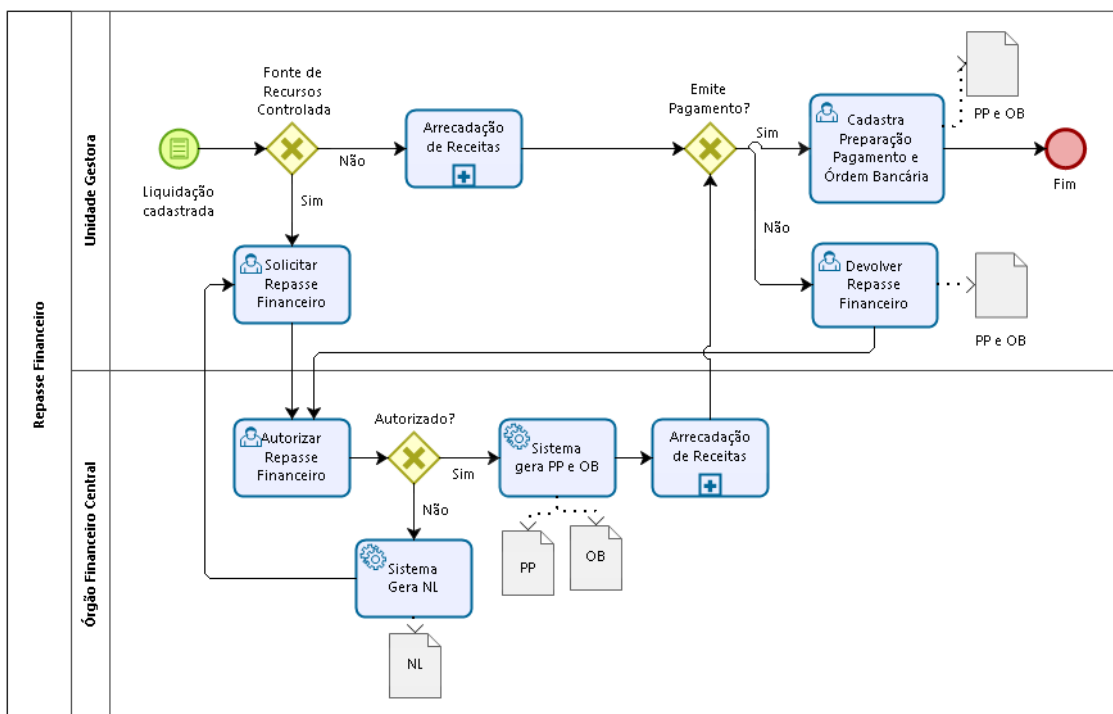 Repasse Financeiro
Unidade Gestora
Liquidação
cadastrada
Fonte de
Recursos
Controlada
Não
Sim
Arrecadação
de Receitas
Emite
Pagamento?
Sim
Não
Cadastra
Preparação
Pagamento e
Órdem Bancária
PP e OB
Fim
Solicitar
Repasse
Financeiro
Devolver
Repasse
Financeiro
PP e OB
Órgão Financeiro Central
Autorizar
Repasse
Financeiro
Autorizado?
Sim
Não
Sistema
gera PP e OB
Arrecadação
de Receitas
PP
OB
Sistema
Gera NL
NL